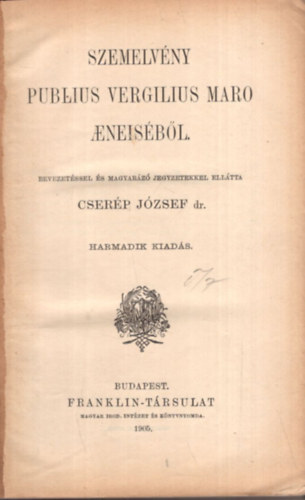 SZEMELVÉNY
PUBLIUS VERGILIUS MARO
ÆNEISÉBŐL.
BEVEZETÉSSEL ÉS MAGYARÁZÓ JEGYZETEKKEL ELLÁTTA
CSERÉP JÓZSEF dr.
HARMADIK KIADÁS.
BUDAPEST.
FRANKLIN-TÁRSULAT
MAGYAR IROD. INTÉZET ÉS KÖNYVNYOMDA.
1905.